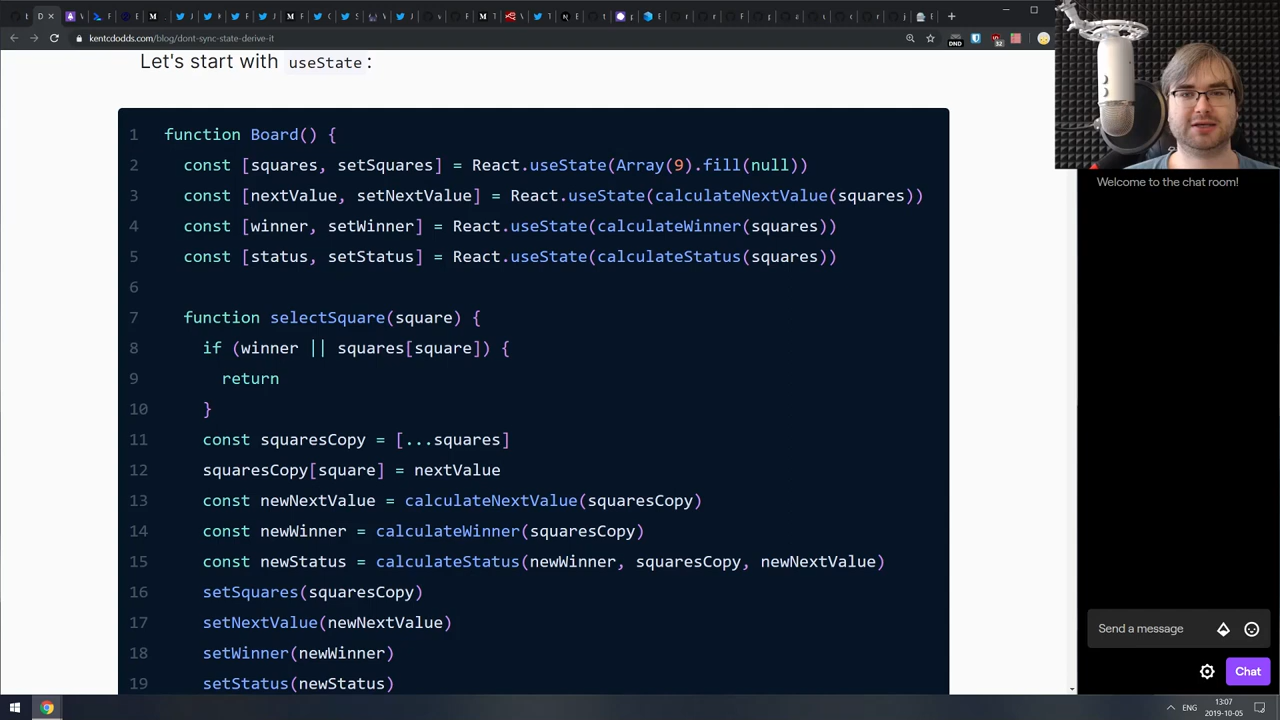 kentcdodds.com/blog/dont-sync-state-derive-it
DND
32
Let's start with useState:
1 function Board() {
2 const [squares, setSquares] = React.useState(Array(9).fill(null))
3 const [nextValue, setNextValue] = React.useState(calculateNextValue(squares))
4 const [winner, setWinner] = React.useState(calculateWinner(squares))
5 const [status, setStatus] = React.useState(calculateStatus(squares))
6
7 function selectSquare(square) {
8 if (winner || squares[square]) {
9 return
10 }
11 const squaresCopy = [...squares]
12 squaresCopy[square] = nextValue
13 const newNextValue = calculateNextValue(squaresCopy)
14 const newWinner = calculateWinner(squaresCopy)
15 const newStatus = calculateStatus(newWinner, squaresCopy, newNextValue)
16 setSquares(squaresCopy)
17 setNextValue(newNextValue)
18 setWinner(newWinner)
19 setStatus(newStatus)
Welcome to the chat room!
Send a message
Chat
ENG
13:07
2019-10-05